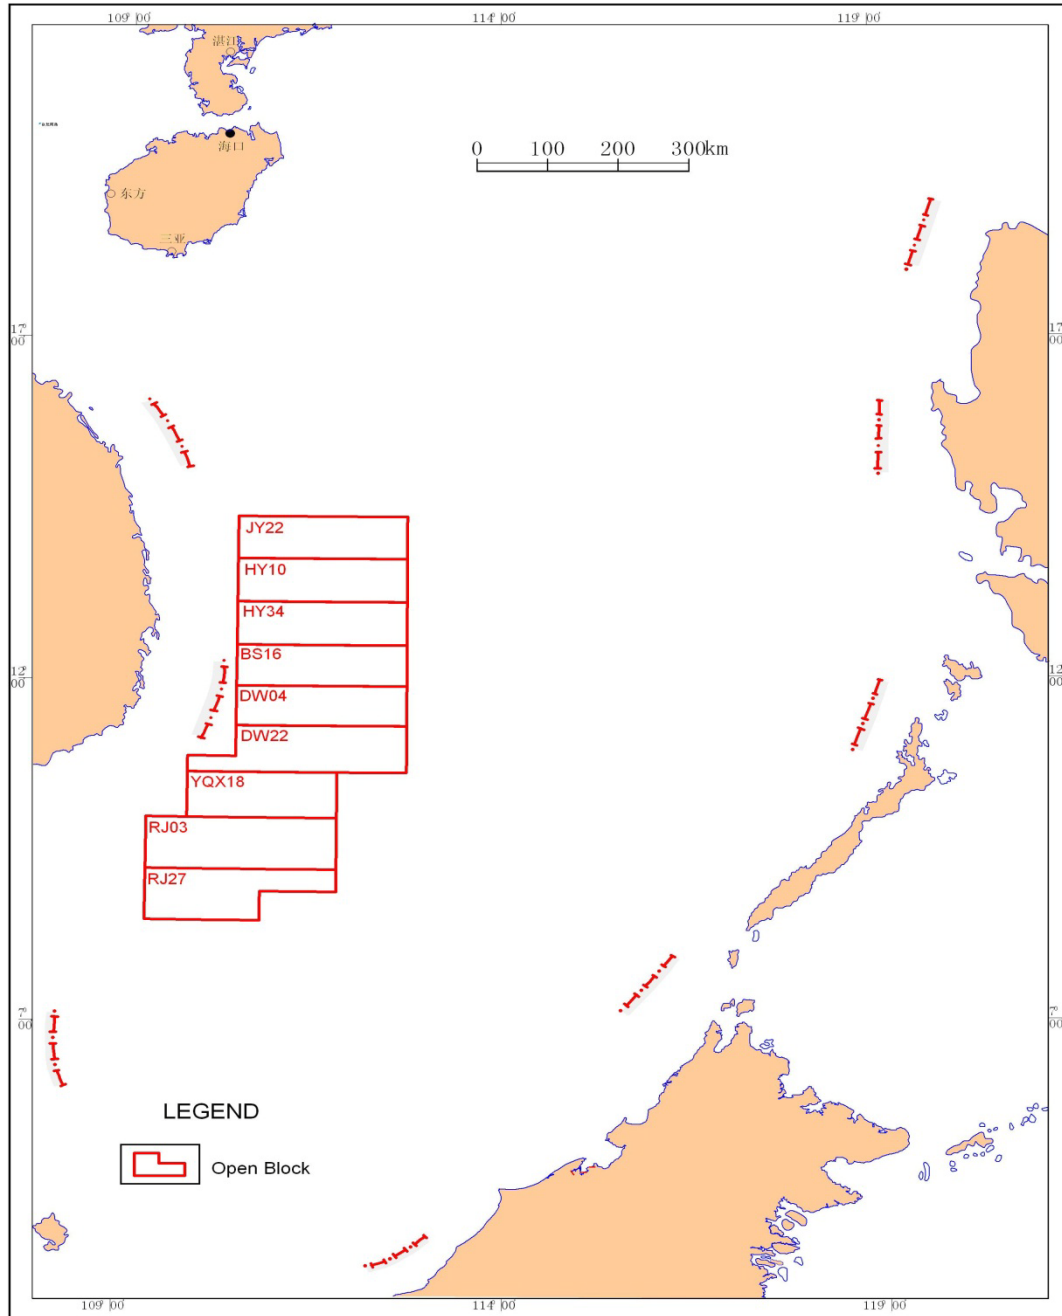 109° 00′
114° 00′
119° 00′
湛江
海口
东方
三亚
0 100 200 300km
17° 00′
17° 00′
JY22
HY10
HY34
BS16
DW04
DW22
YQX18
RJ03
RJ27
12° 00′
12° 00′
7° 00′
7° 00′
LEGEND
Open Block
109° 00′
114° 00′
119° 00′